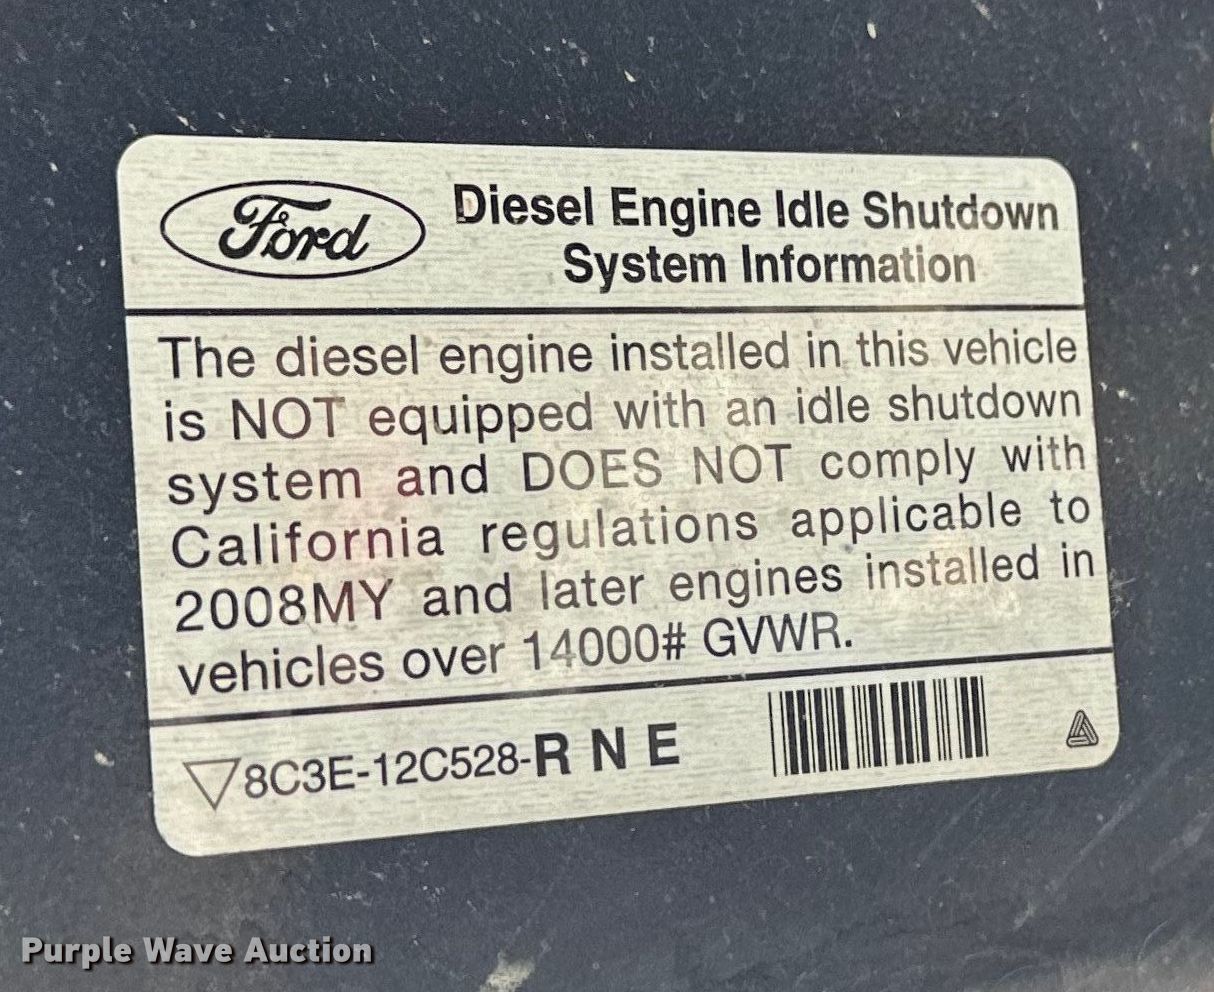 Ford
Diesel Engine Idle Shutdown
System Information
The diesel engine installed in this vehicle
is NOT equipped with an idle shutdown
system and DOES NOT comply with
California regulations applicable to
2008MY and later engines installed in
vehicles over 14000# GVWR.
8C3E-12C528-R N E
Purple Wave Auction